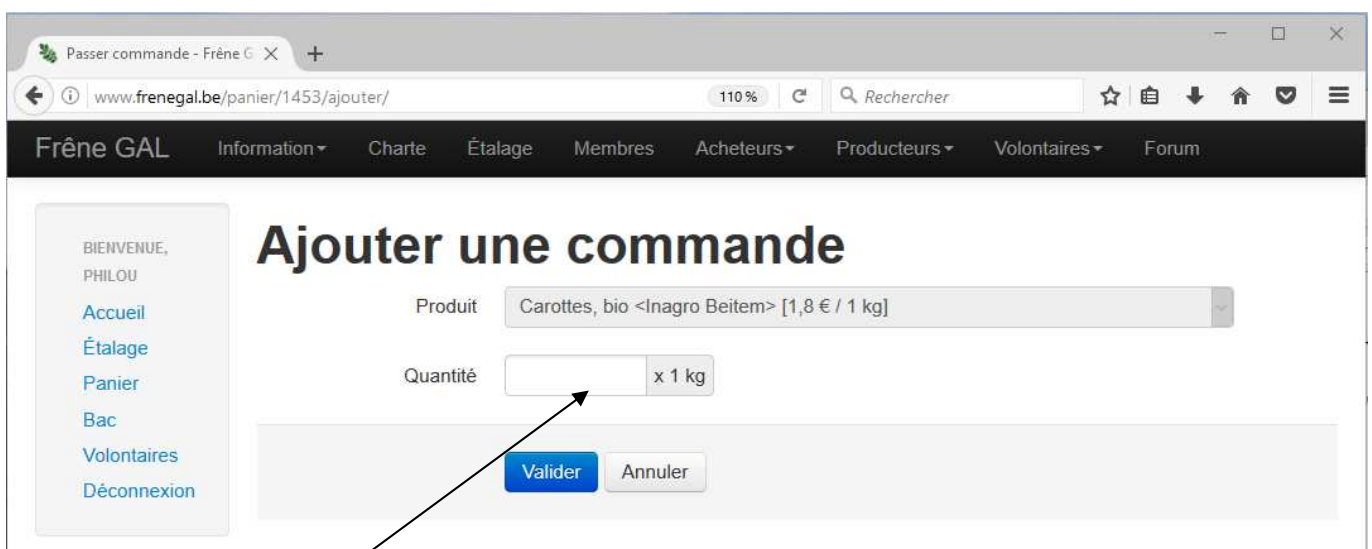 Passer commande - Frêne G
www.frenegal.be/panier/1453/ajouter/ 110 % Rechercher
Frêne GAL Information Charte Étalage Membres Acheteurs Producteurs Volontaires Forum
BIENVENUE,
PHILOU
Accueil
Étalage
Panier
Bac
Volontaires
Déconnexion
Ajouter une commande
Produit Carottes, bio <Inagro Beitem> [1,8 € / 1 kg]
Quantité x 1 kg
Valider Annuler